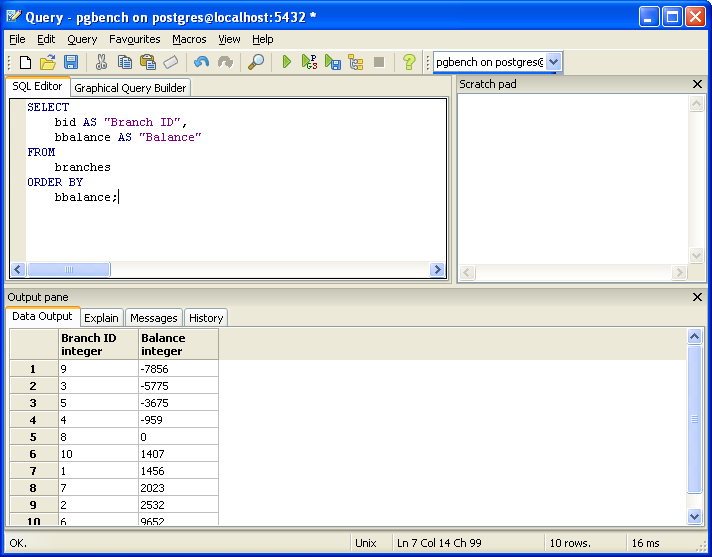 Query - pgbench on postgres@localhost:5432 *
File Edit Query Favourites Macros View Help
pgbench on postgres@
SQL Editor Graphical Query Builder
Scratch pad
SELECT
bid AS "Branch ID",
bbalance AS "Balance"
FROM
branches
ORDER BY
bbalance;
Output pane
Data Output Explain Messages History
Branch ID Balance
integer integer
1 9 -7856
2 3 -5775
3 5 -3675
4 4 -959
5 8 0
6 10 1407
7 1 1456
8 7 2023
9 2 2532
10 6 9652
OK. Unix Ln 7 Col 14 Ch 99 10 rows. 16 ms